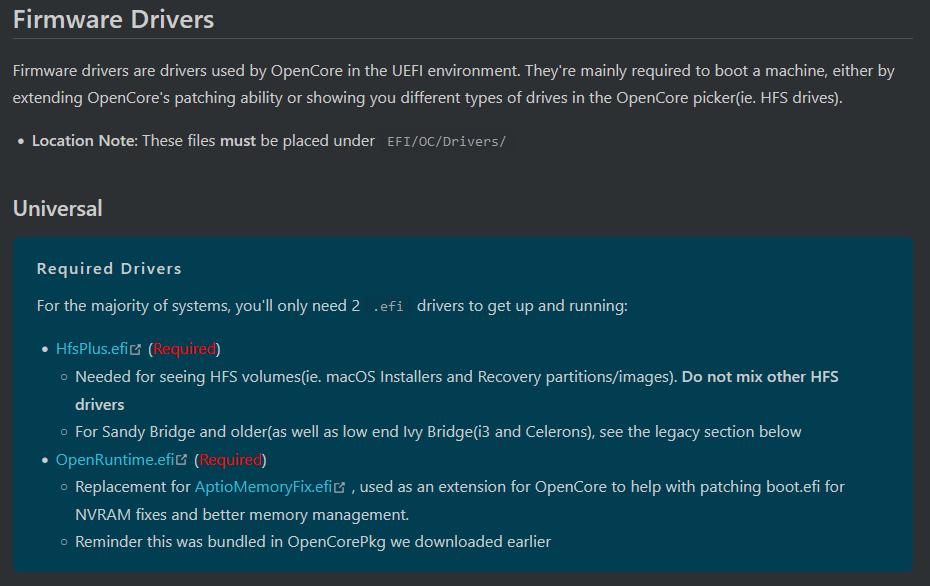 Firmware Drivers
Firmware drivers are drivers used by OpenCore in the UEFI environment. They're mainly required to boot a machine, either by
extending OpenCore's patching ability or showing you different types of drives in the OpenCore picker(ie. HFS drives).
• Location Note: These files must be placed under EFI/OC/Drivers/
Universal
Required Drivers
For the majority of systems, you'll only need 2 .efi drivers to get up and running:
• HfsPlus.efi (Required)
○ Needed for seeing HFS volumes(ie. macOS Installers and Recovery partitions/images). Do not mix other HFS
drivers
○ For Sandy Bridge and older(as well as low end Ivy Bridge(i3 and Celerons), see the legacy section below
• OpenRuntime.efi (Required)
○ Replacement for AptioMemoryFix.efi , used as an extension for OpenCore to help with patching boot.efi for
NVRAM fixes and better memory management.
○ Reminder this was bundled in OpenCorePkg we downloaded earlier